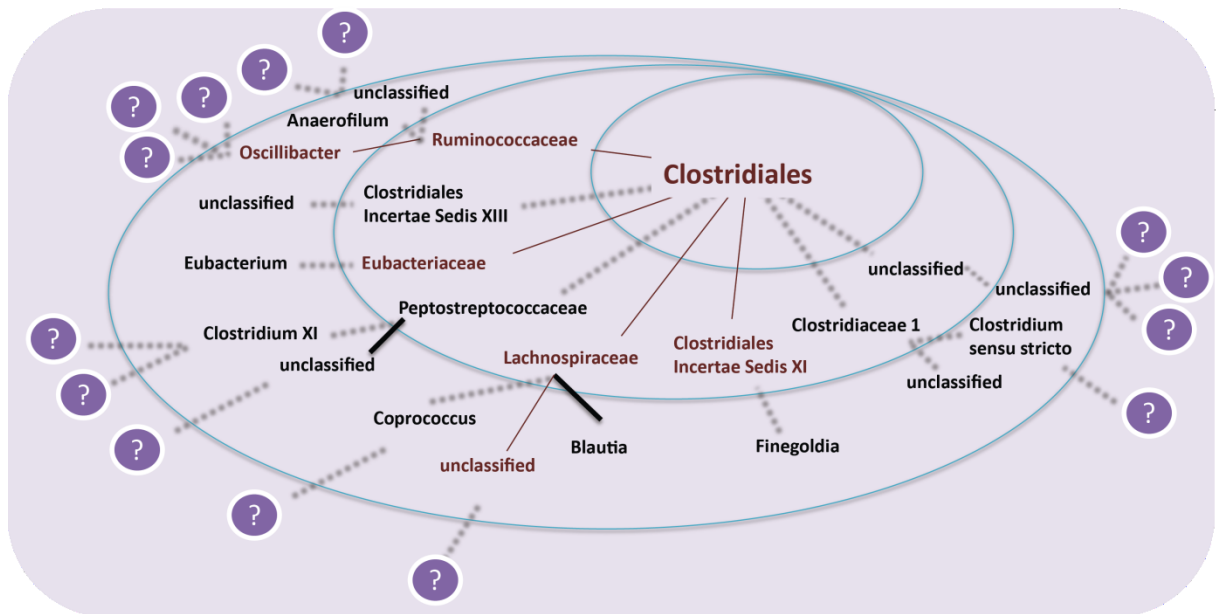 ?
?
?
?
?
?
unclassified
Anaerofilum
Oscillibacter
Ruminococcaceae
Clostridiales
unclassified
Clostridiales
Incertae Sedis XIII
Eubacterium
Eubacteriaceae
unclassified
unclassified
?
?
?
Peptostreptococcaceae
Clostridium XI
unclassified
Lachnospiraceae
Clostridiales
Incertae Sedis XI
Clostridiaceae 1
Clostridium
sensu stricto
unclassified
?
?
?
Coprococcus
unclassified
Blautia
Finegoldia
?
?